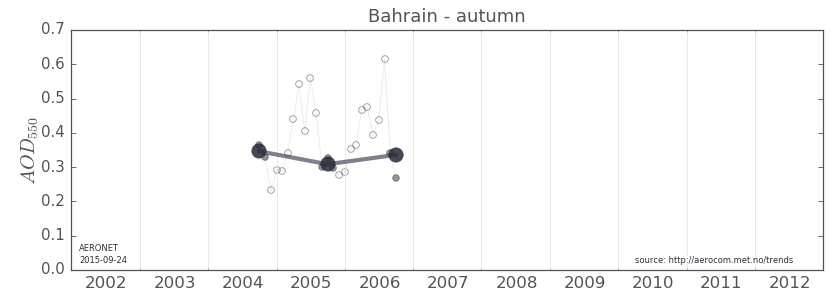 Bahrain - autumn
0.7
0.6
0.5
0.4
0.3
0.2
0.1
0.0
AOD550
AERONET
2015-09-24
source: http://aerocom.met.no/trends
2002 2003 2004 2005 2006 2007 2008 2009 2010 2011 2012